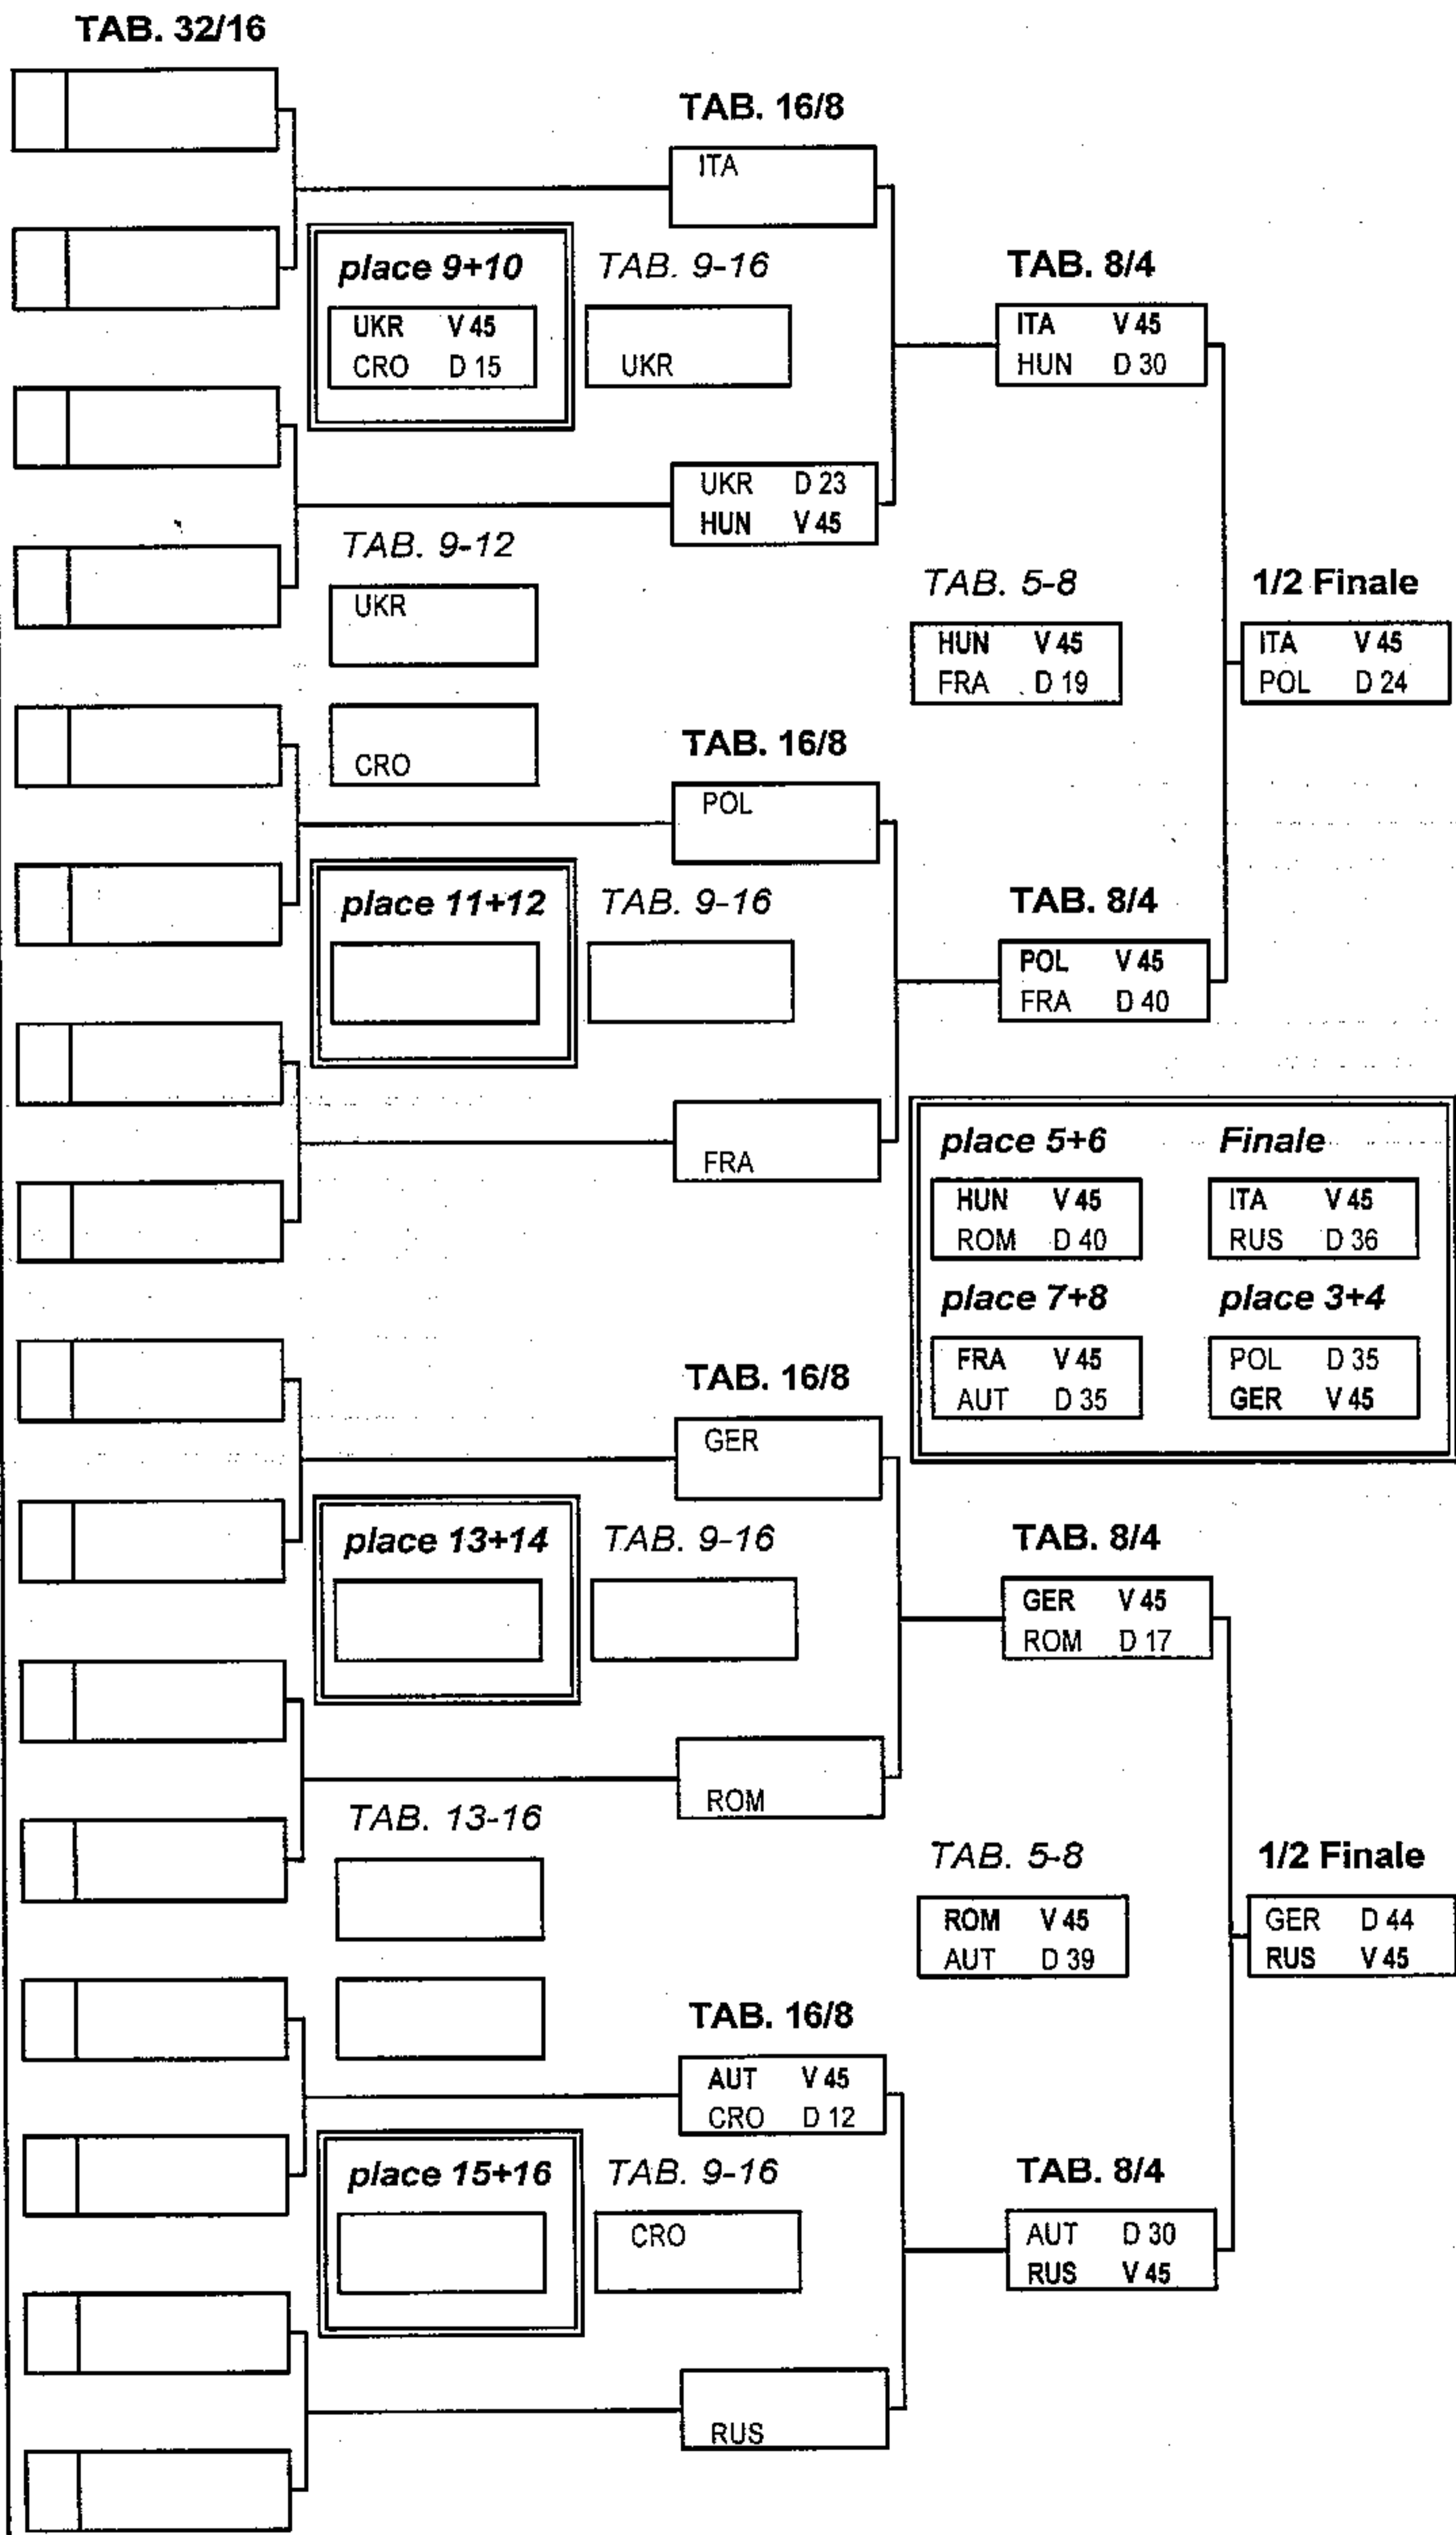 TAB. 32/16
TAB. 16/8
ITA
place 9+10
TAB. 9-16
TAB. 8/4
UKR V 45
CRO D 15
UKR
ITA V 45
HUN D 30
UKR D 23
HUN V 45
TAB. 9-12
UKR
TAB. 5-8
1/2 Finale
HUN V 45
FRA D 19
ITA V 45
POL D 24
CRO
TAB. 16/8
POL
place 11+12
TAB. 9-16
TAB. 8/4
POL V 45
FRA D 40
FRA
place 5+6
Finale
HUN V 45
ROM D 40
ITA V 45
RUS D 36
place 7+8
place 3+4
FRA V 45
AUT D 35
POL D 35
GER V 45
TAB. 16/8
GER
place 13+14
TAB. 9-16
TAB. 8/4
GER V 45
ROM D 17
ROM
TAB. 13-16
TAB. 5-8
1/2 Finale
ROM V 45
AUT D 39
GER D 44
RUS V 45
TAB. 16/8
AUT V 45
CRO D 12
place 15+16
TAB. 9-16
TAB. 8/4
CRO
AUT D 30
RUS V 45
RUS